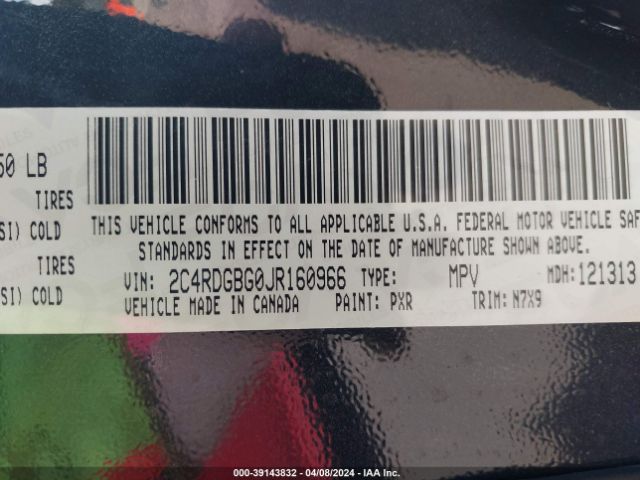 50 LB
TIRES
SI) COLD
TIRES
SI) COLD
THIS VEHICLE CONFORMS TO ALL APPLICABLE U.S.A. FEDERAL MOTOR VEHICLE SAF
STANDARDS IN EFFECT ON THE DATE OF MANUFACTURE SHOWN ABOVE.
VIN: 2C4RDGBG0JR160966 TYPE: MPV MDH:121313
VEHICLE MADE IN CANADA PAINT: PXR TRIM: N7X9
000-39143832 - 04/08/2024 - IAA Inc.